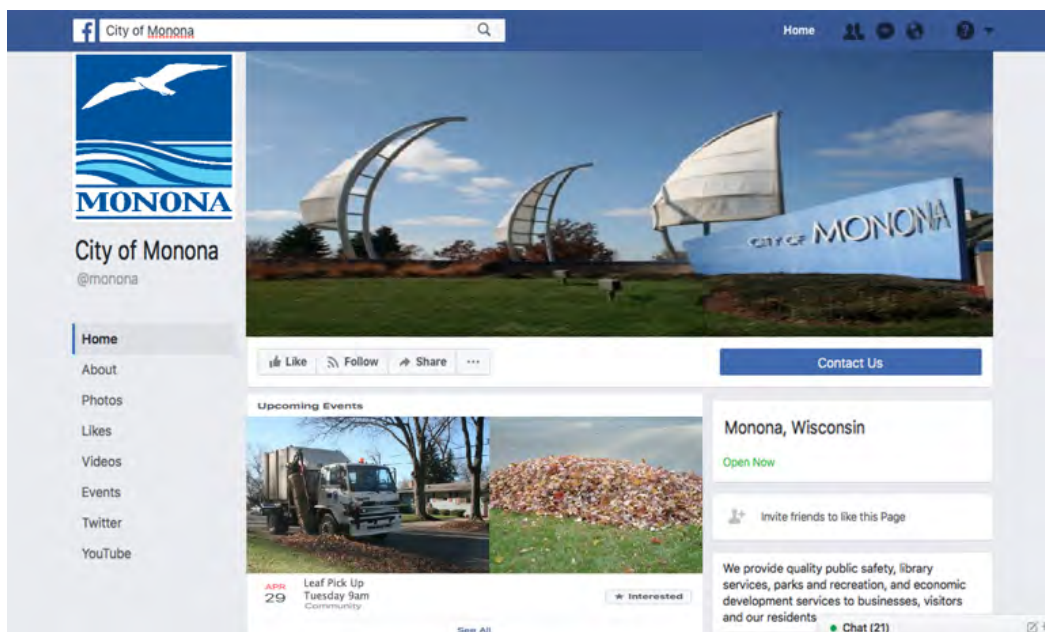 City of Monona
Home
MONONA
CITY OF MONONA
City of Monona
@monona
Home
About
Photos
Likes
Videos
Events
Twitter
YouTube
Like
Follow
Share
Contact Us
Upcoming Events
APR
29
Leaf Pick Up
Tuesday 9am
Community
★ Interested
See All
Monona, Wisconsin
Open Now
Invite friends to like this Page
We provide quality public safety, library
services, parks and recreation, and economic
development services to businesses, visitors
and our residents
Chat (21)